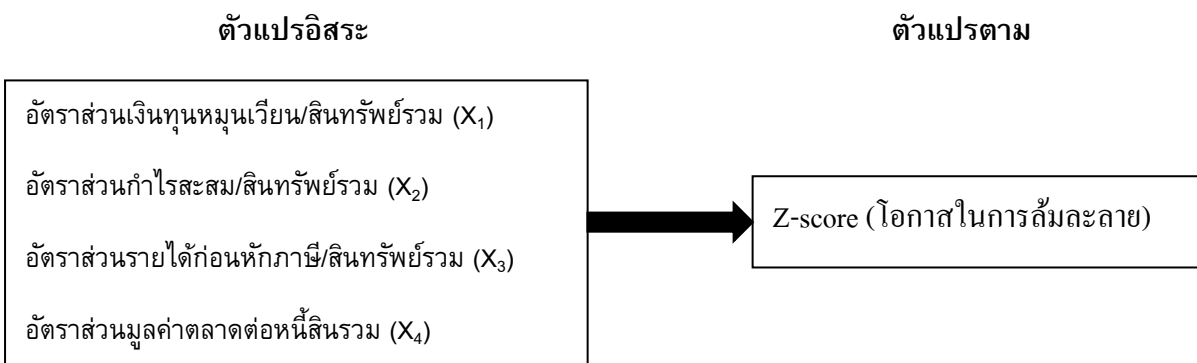 ตัวแปรอิสระ
ตัวแปรตาม
อัตราส่วนเงินทุนหมุนเวียน/สินทรัพย์รวม (X₁)
อัตราส่วนกำไรสะสม/สินทรัพย์รวม (X₂)
อัตราส่วนรายได้ก่อนหักภาษี/สินทรัพย์รวม (X₃)
อัตราส่วนมูลค่าตลาดต่อหนี้สินรวม (X₄)
Z-score (โอกาสในการล้มละลาย)